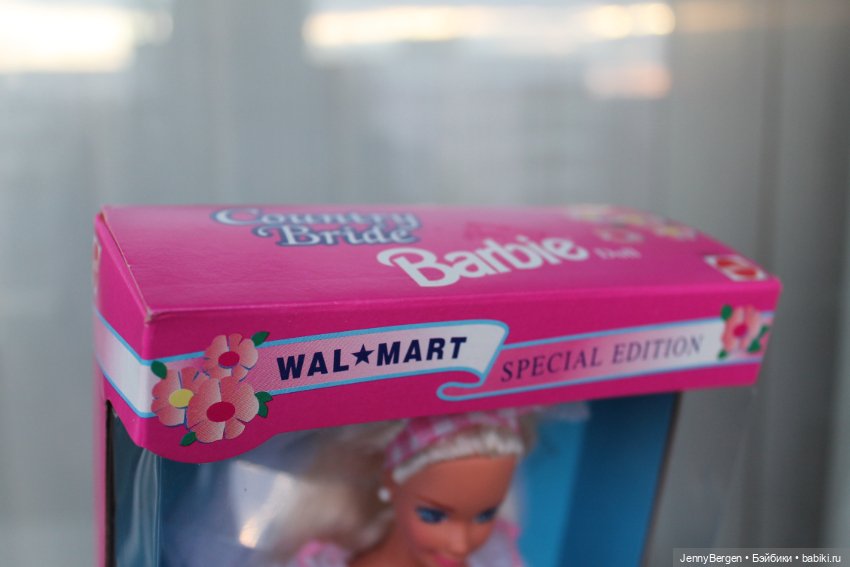 Country
Bride
Barbie Doll
WAL★MART SPECIAL EDITION
JennyBergen • Бэйбики • babiki.ru